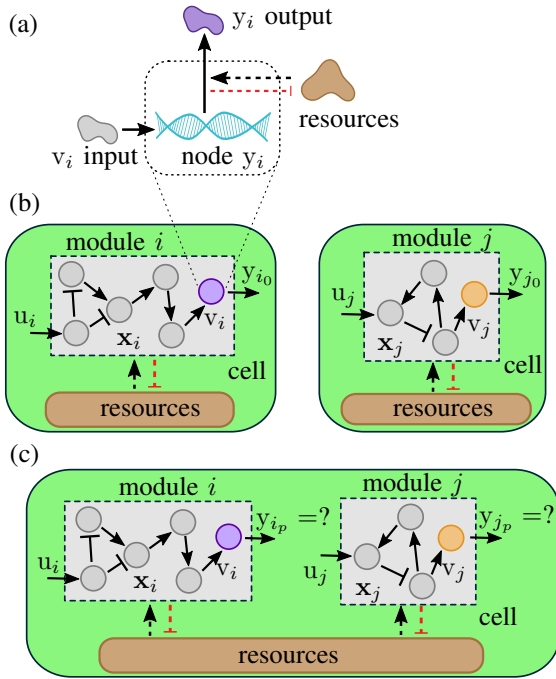 (a)
y_i output
resources
v_i input
node y_i
(b)
module i
module j
u_i
x_i
v_i
y_{i_0}
u_j
x_j
v_j
y_{j_0}
cell
cell
resources
resources
(c)
module i
module j
u_i
x_i
v_i
y_{i_p} =?
u_j
x_j
v_j
y_{j_p} =?
cell
resources